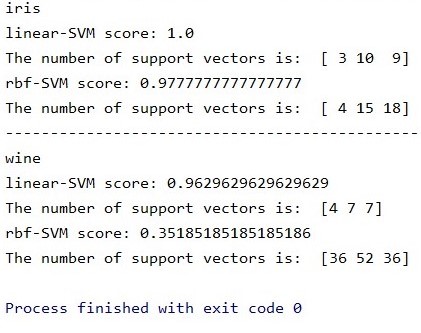 iris
linear-SVM score: 1.0
The number of support vectors is:  [ 3 10  9]
rbf-SVM score: 0.9777777777777777
The number of support vectors is:  [ 4 15 18]
--------------------------------------------------
wine
linear-SVM score: 0.9629629629629629
The number of support vectors is:  [4 7 7]
rbf-SVM score: 0.35185185185185186
The number of support vectors is:  [36 52 36]
Process finished with exit code 0